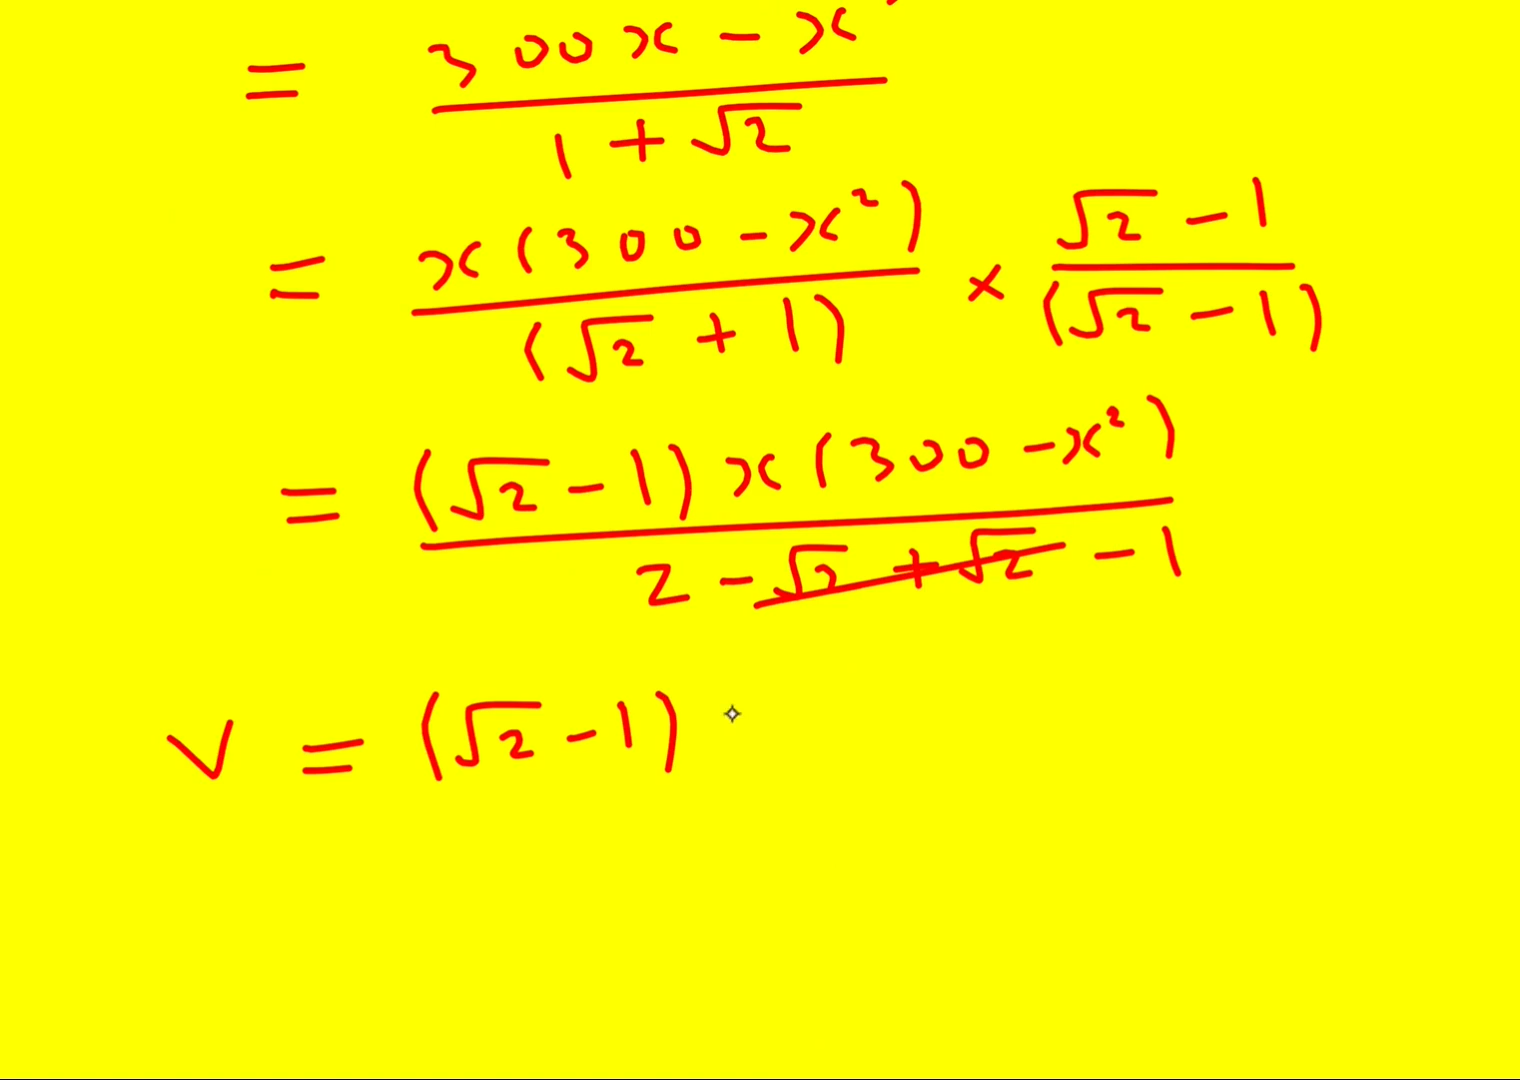 = (300x - x³) / (1 + √2)
= x(300 - x²) / (√2 + 1) × (√2 - 1) / (√2 - 1)
= (√2 - 1) x (300 - x²) / 2 - √2 + √2 - 1
V = (√2 - 1)